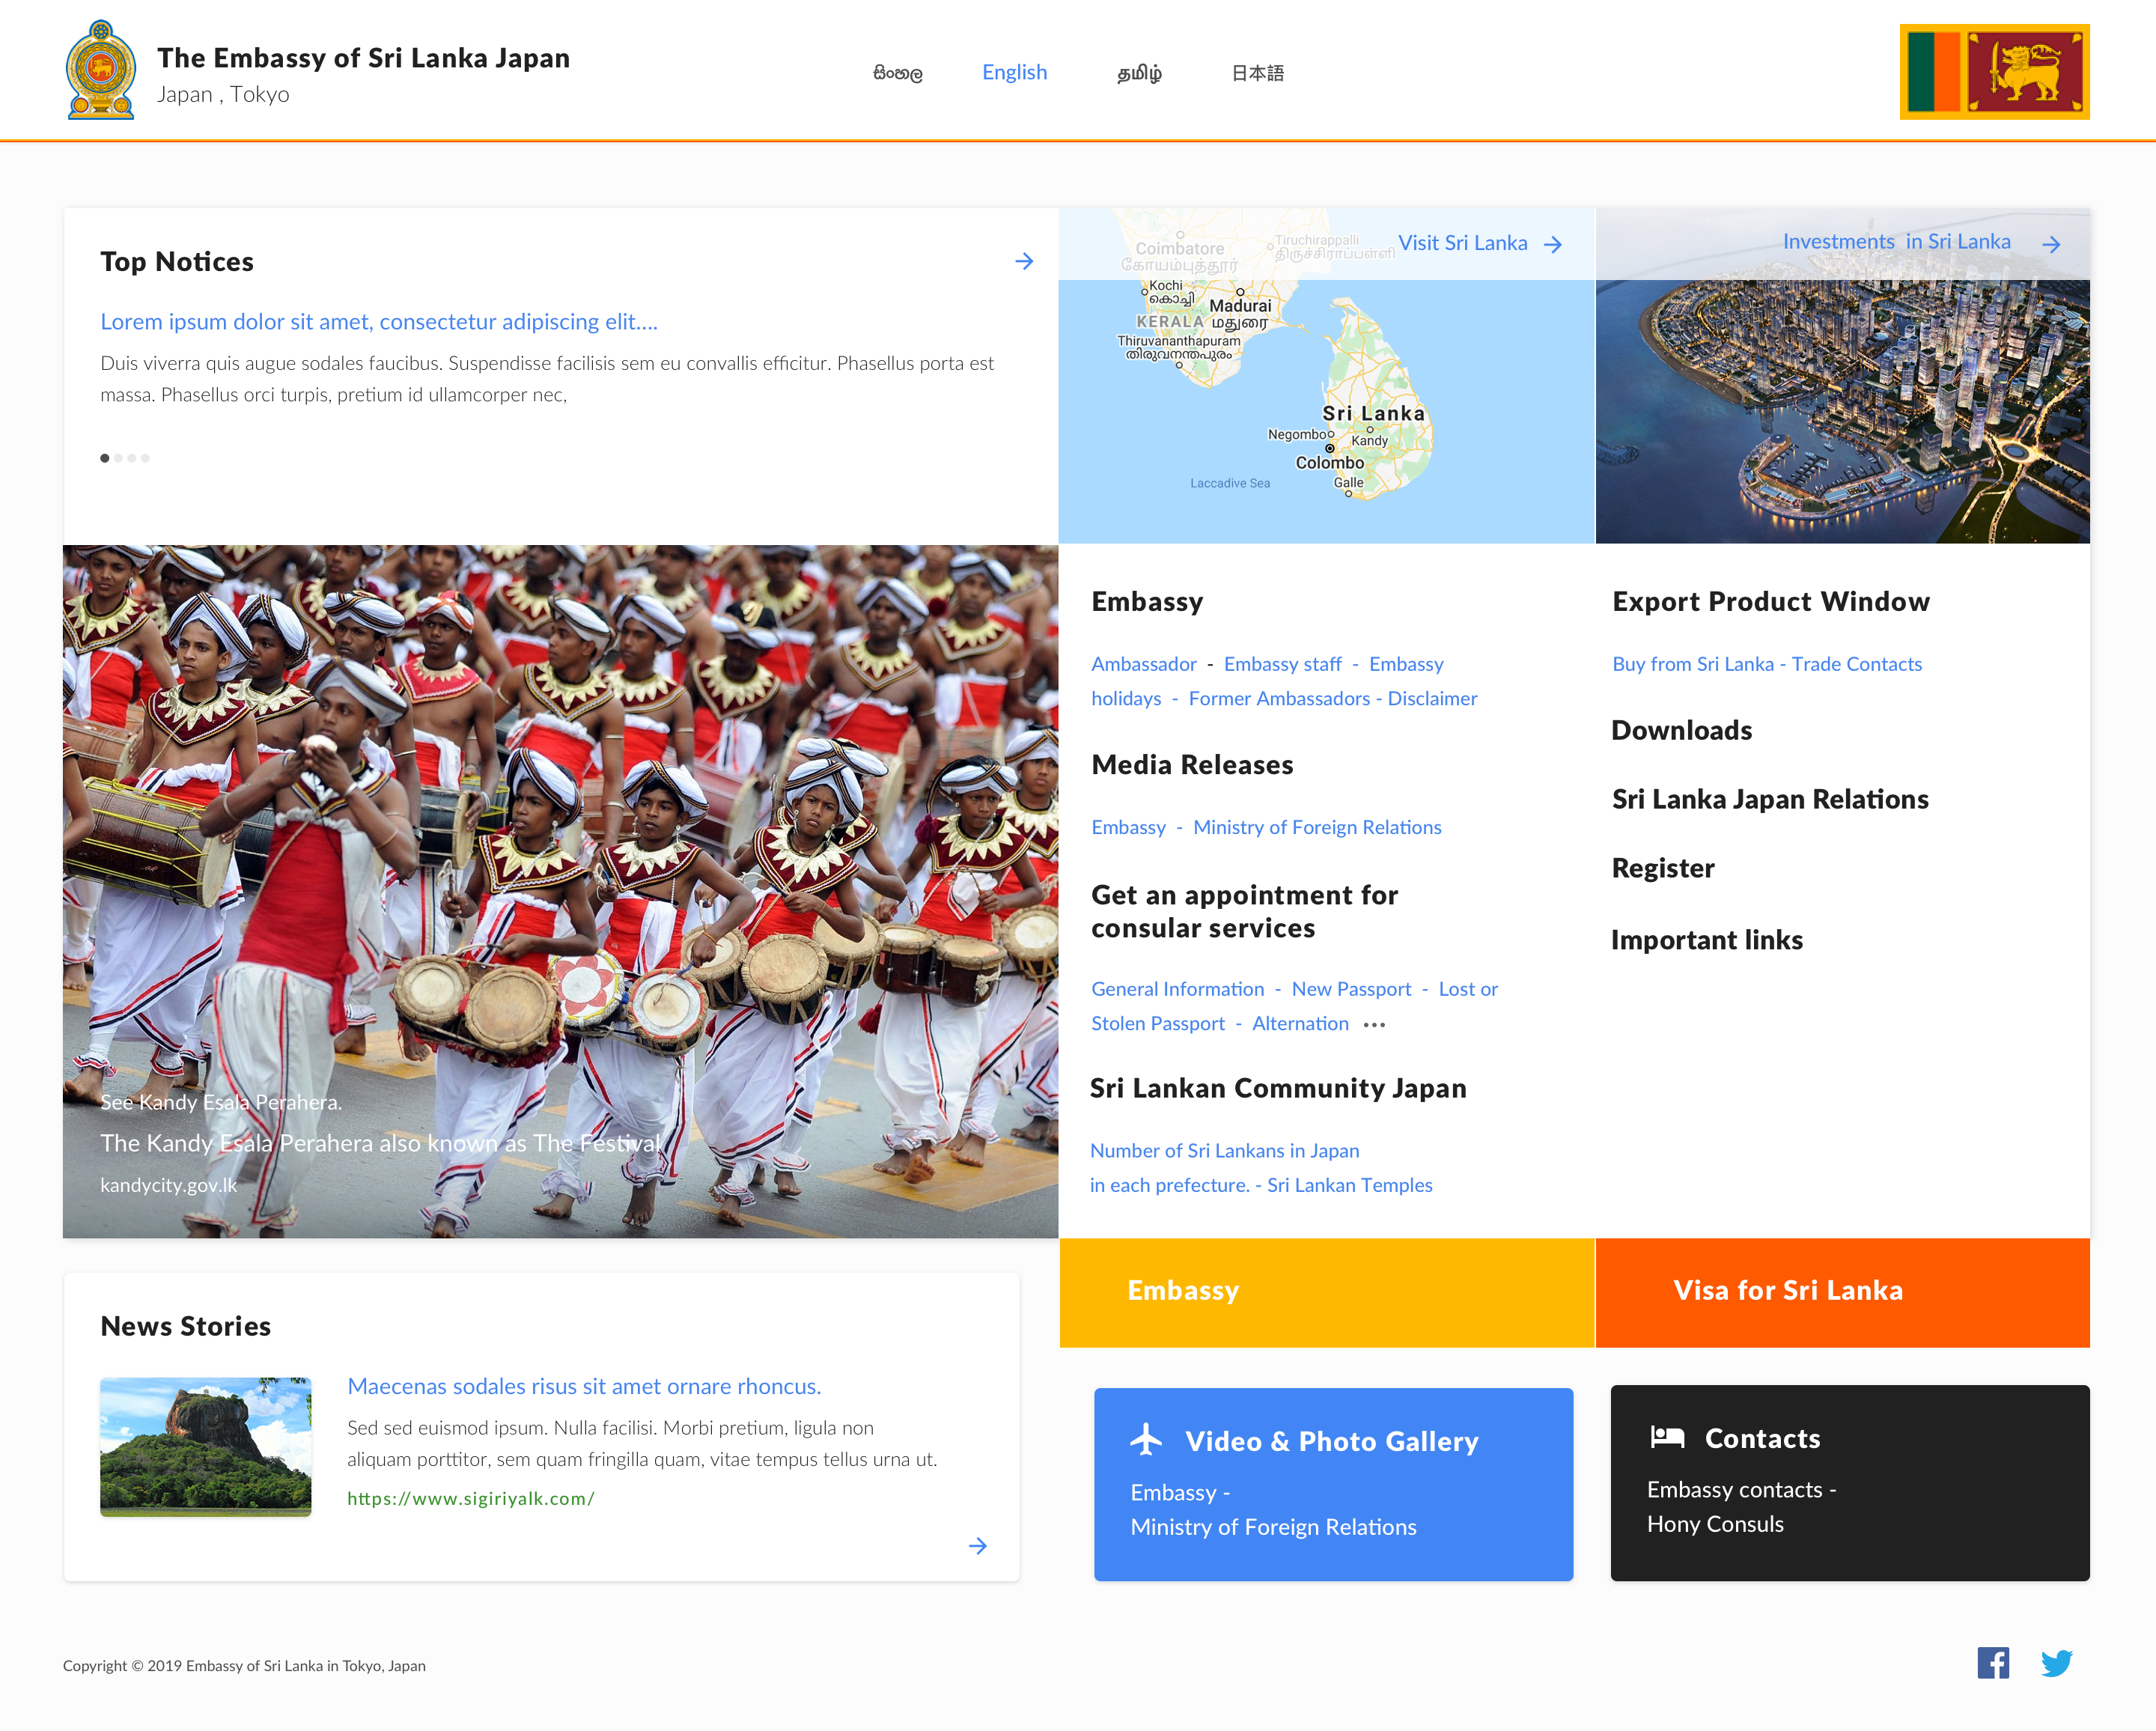 The Embassy of Sri Lanka Japan
Japan , Tokyo
සිංහල
English
தமிழ்
日本語
Top Notices
Lorem ipsum dolor sit amet, consectetur adipiscing elit....
Duis viverra quis augue sodales faucibus. Suspendisse facilisis sem eu convallis efficitur. Phasellus porta est
massa. Phasellus orci turpis, pretium id ullamcorper nec,
Visit Sri Lanka
Coimbatore
கோயம்புத்தூர்
Tiruchirappalli
திருச்சிராப்பள்ளி
Kochi
கொச்சி
Madurai
மதுரை
KERALA
Thiruvananthapuram
திருவனந்தபுரம்
Sri Lanka
Negombo
Kandy
Colombo
Galle
Laccadive Sea
Investments in Sri Lanka
See Kandy Esala Perahera.
The Kandy Esala Perahera also known as The Festival
kandycity.gov.lk
Embassy
Ambassador - Embassy staff - Embassy
holidays - Former Ambassadors - Disclaimer
Media Releases
Embassy - Ministry of Foreign Relations
Get an appointment for
consular services
General Information - New Passport - Lost or
Stolen Passport - Alternation •••
Sri Lankan Community Japan
Number of Sri Lankans in Japan
in each prefecture. - Sri Lankan Temples
Export Product Window
Buy from Sri Lanka - Trade Contacts
Downloads
Sri Lanka Japan Relations
Register
Important links
Embassy
Visa for Sri Lanka
News Stories
Maecenas sodales risus sit amet ornare rhoncus.
Sed sed euismod ipsum. Nulla facilisi. Morbi pretium, ligula non
aliquam porttitor, sem quam fringilla quam, vitae tempus tellus urna ut.
https://www.sigiriyalk.com/
Video & Photo Gallery
Embassy -
Ministry of Foreign Relations
Contacts
Embassy contacts -
Hony Consuls
Copyright © 2019 Embassy of Sri Lanka in Tokyo, Japan